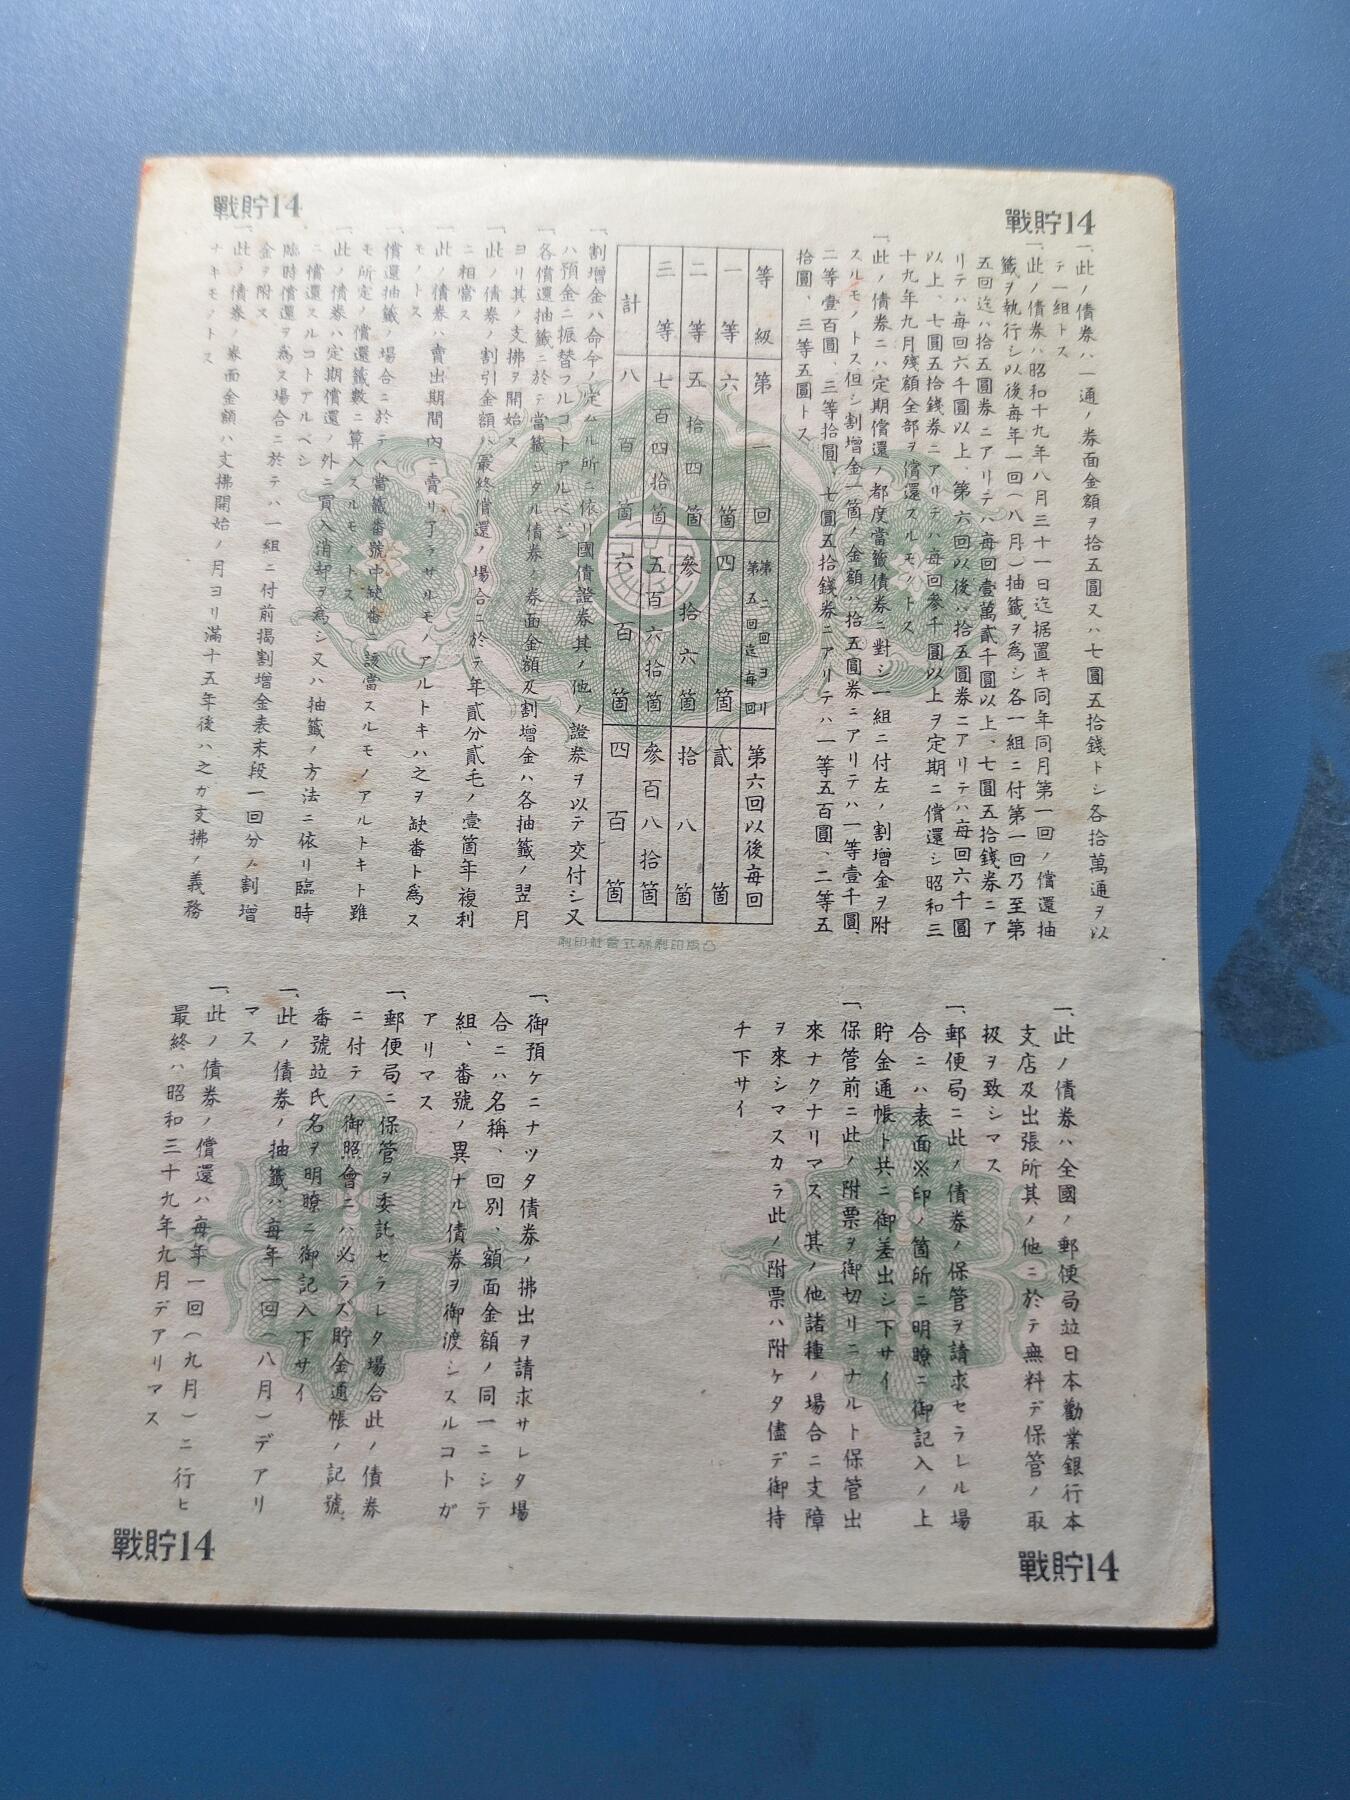 戰貯14
戰貯14
一、此ノ債券ハ一通ノ券面金額ヲ拾五圓又ハ七圓五拾錢トシ各拾萬通ヲ以
テ一組トス
一、此ノ債券ハ昭和十九年八月三十一日迄据置キ同年同月第一回ノ償還抽
籤ヲ執行シ以後每年一回(八月)抽籤ヲ爲シ各一組ニ付第一回乃至第
五回迄ハ拾五圓券ニアリテハ每回壹萬貳千圓以上、七圓五拾錢券ニア
リテハ每回六千圓以上、第六回以後ハ拾五圓券ニアリテハ每回六千圓
以上、七圓五拾錢券ニアリテハ每回參千圓以上ヲ定期ニ償還シ昭和三
十九年九月殘額全部ヲ償還スルモノトス
一、此ノ債券ニハ定期償還ノ都度當籤債券ニ對シ一組ニ付左ノ割增金ヲ附
スルモノトス但シ割增金一箇ノ金額ハ拾五圓券ニアリテハ一等壹千圓、
二等壹百圓、三等拾圓、七圓五拾錢券ニアリテハ一等五百圓、二等五
拾圓、三等五圓トス
等級 第一回 第二回ヨリ第五回迄每回 第六回以後每回
一等 六箇 四箇 貳箇
二等 五拾四箇 參拾六箇 拾八箇
三等 七百四拾箇 五百六拾箇 參百八拾箇
計 八百箇 六百箇 四百箇
一、割增金ハ命令ノ定ムル所ニ依リ國債證券其ノ他ノ證券ヲ以テ交付シ又
ハ預金ニ振替フルコトアルベシ
一、各償還抽籤ニ於テ當籤シタル債券ノ券面金額及割增金ハ各抽籤ノ翌月
ヨリ其ノ支拂ヲ開始ス
一、此ノ債券ノ割引金額ハ最終償還ノ場合ニ於テ年貳分貳毛ノ壹箇年複利
ニ相當ス
一、此ノ債券ハ賣出期間內ニ賣リ了ラサルモノアルトキハ之ヲ缺番ト爲ス
モノトス
一、償還抽籤ノ場合ニ於テハ當籤番號中缺番ニ該當スルモノアルトキト雖
モ所定ノ償還籤數ニ算入スルモノトス
一、此ノ債券ハ定期償還ノ外ニ買入消却ヲ爲シ又ハ抽籤ノ方法ニ依リ臨時
ニ償還スルコトアルベシ
臨時償還ヲ爲ス場合ニ於テハ一組ニ付前揭割增金表末段一回分ノ割增
金ヲ附ス
一、此ノ債券ノ券面金額ハ支拂開始ノ月ヨリ滿十五年後ハ之カ支拂ノ義務
ナキモノトス
凸版印刷株式會社印刷
一、此ノ債券ハ全國ノ郵便局竝日本勸業銀行本
支店及出張所其ノ他ニ於テ無料デ保管ノ取
扱ヲ致シマス
一、郵便局ニ此ノ債券ノ保管ヲ請求セラレル場
合ニハ表面※印ノ箇所ニ明瞭ニ御記入ノ上
貯金通帳ト共ニ御差出シ下サイ
一、保管前ニ此ノ附票ヲ御切リニナルト保管出
來ナクナリマス、其ノ他諸種ノ場合ニ支障
ヲ來シマスカラ此ノ附票ハ附ケタ儘デ御持
チ下サイ
一、御預ケニナツタ債券ノ拂出ヲ請求サレタ場
合ニハ名稱、回別、額面金額ノ同一ニシテ
組、番號ノ異ナル債券ヲ御渡シスルコトガ
アリマス
一、郵便局ニ保管ヲ委託セラレタ場合此ノ債券
ニ付テノ御照會ニハ必ラズ貯金通帳ノ記號、
番號竝氏名ヲ明瞭ニ御記入下サイ
一、此ノ債券ノ抽籤ハ每年一回(八月)デアリ
マス
一、此ノ債券ノ償還ハ每年一回(九月)ニ行ヒ
最終ハ昭和三十九年九月デアリマス
戰貯14
戰貯14